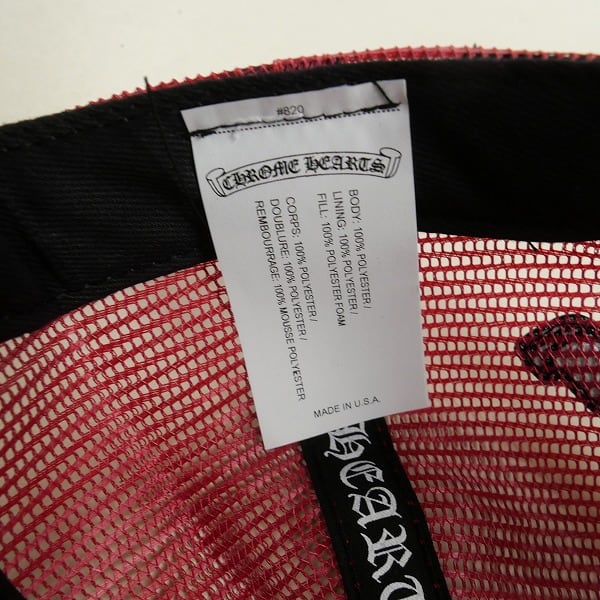 #820
CHROME HEARTS
BODY: 100% POLYESTER /
LINING: 100% POLYESTER /
FILL: 100% POLYESTER FOAM
CORPS: 100% POLYESTER /
DOUBLURE: 100% POLYESTER /
REMBOURRAGE: 100% MOUSSE POLYESTER
MADE IN U.S.A.
HEART